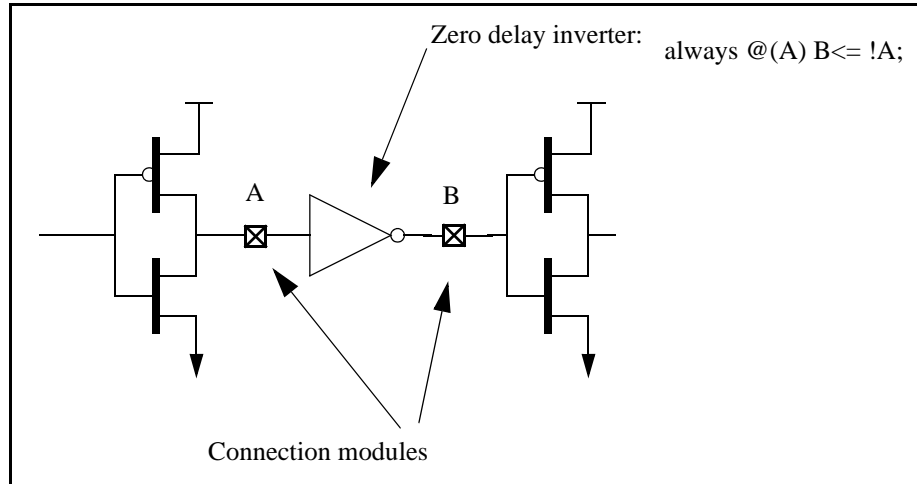 Zero delay inverter:
always @(A) B<= !A;
A
B
Connection modules